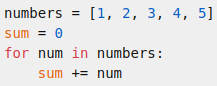 numbers = [1, 2, 3, 4, 5]
sum = 0
for num in numbers:
    sum += num